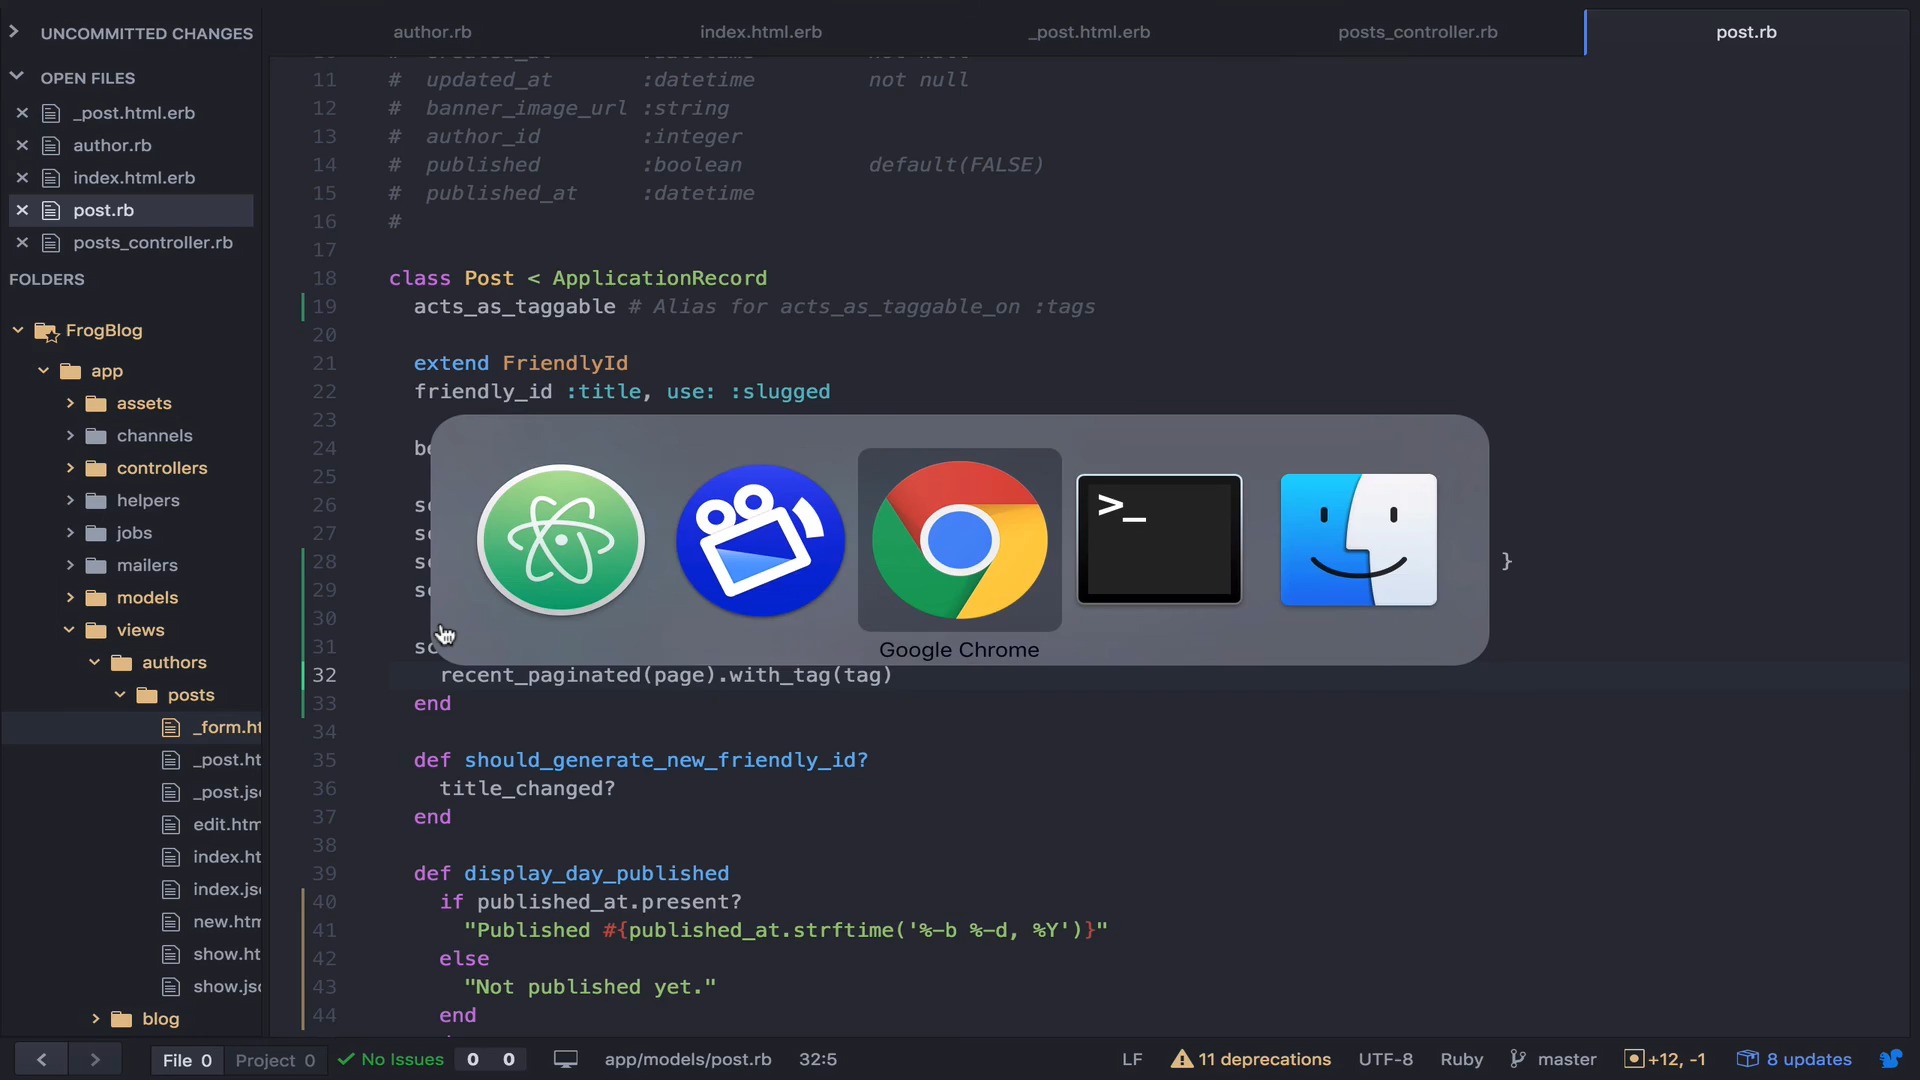 UNCOMMITTED CHANGES
OPEN FILES
_post.html.erb
author.rb
index.html.erb
post.rb
posts_controller.rb
FOLDERS
FrogBlog
app
assets
channels
controllers
helpers
jobs
mailers
models
views
authors
posts
_form.ht
_post.ht
_post.js
edit.htm
index.ht
index.js
new.htm
show.ht
show.js
blog
author.rb
index.html.erb
_post.html.erb
posts_controller.rb
post.rb
11 # updated_at :datetime not null
12 # banner_image_url :string
13 # author_id :integer
14 # published :boolean default(FALSE)
15 # published_at :datetime
16 #
17
18 class Post < ApplicationRecord
19 acts_as_taggable # Alias for acts_as_taggable_on :tags
20
21 extend FriendlyId
22 friendly_id :title, use: :slugged
23
24 be
25
26
27
28 }
29
30
31
32 recent_paginated(page).with_tag(tag)
33 end
34
35 def should_generate_new_friendly_id?
36 title_changed?
37 end
38
39 def display_day_published
40 if published_at.present?
41 "Published #{published_at.strftime('%-b %-d, %Y')}"
42 else
43 "Not published yet."
44 end
>_
Google Chrome
File 0 Project 0 No Issues 0 0 app/models/post.rb 32:5 LF 11 deprecations UTF-8 Ruby master +12, -1 8 updates